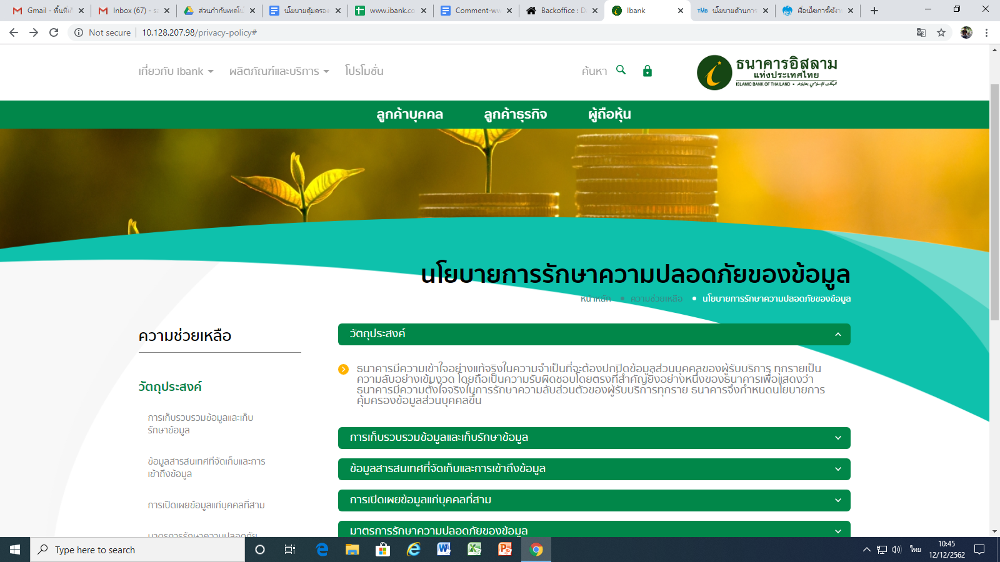 Gmail - พื้นที่เก็
Inbox (67) - sa
ส่วนกำกับเทคโนโ
นโยบายคุ้มครอง
www.ibank.co
Comment-ww
Backoffice : D
Ibank
TMB นโยบายด้านการ
เงื่อนไขการใช้งา
Not secure
10.128.207.98/privacy-policy#
เกี่ยวกับ ibank
ผลิตภัณฑ์และบริการ
โปรโมชั่น
ค้นหา
ธนาคารอิสลาม
แห่งประเทศไทย
ISLAMIC BANK OF THAILAND
ลูกค้าบุคคล
ลูกค้าธุรกิจ
ผู้ถือหุ้น
นโยบายการรักษาความปลอดภัยของข้อมูล
หน้าหลัก • ความช่วยเหลือ • นโยบายการรักษาความปลอดภัยของข้อมูล
ความช่วยเหลือ
วัตถุประสงค์
การเก็บรวบรวมข้อมูลและเก็บ
รักษาข้อมูล
ข้อมูลสารสนเทศที่จัดเก็บและการ
เข้าถึงข้อมูล
การเปิดเผยข้อมูลแก่บุคคลที่สาม
มาตรการรักษาความปลอดภัย
วัตถุประสงค์
ธนาคารมีความเข้าใจอย่างแท้จริงในความจำเป็นที่จะต้องปกปิดข้อมูลส่วนบุคคลของผู้รับบริการ ทุกรายเป็น
ความลับอย่างเข้มงวด โดยถือเป็นความรับผิดชอบโดยตรงที่สำคัญยิ่งอย่างหนึ่งของธนาคารเพื่อแสดงว่า
ธนาคารมีความตั้งใจจริงในการรักษาความลับส่วนตัวของผู้รับบริการทุกราย ธนาคารจึงกำหนดนโยบายการ
คุ้มครองข้อมูลส่วนบุคคลขึ้น
การเก็บรวบรวมข้อมูลและเก็บรักษาข้อมูล
ข้อมูลสารสนเทศที่จัดเก็บและการเข้าถึงข้อมูล
การเปิดเผยข้อมูลแก่บุคคลที่สาม
มาตรการรักษาความปลอดภัยของข้อมูล
Type here to search
ไทย
10:45
12/12/2562